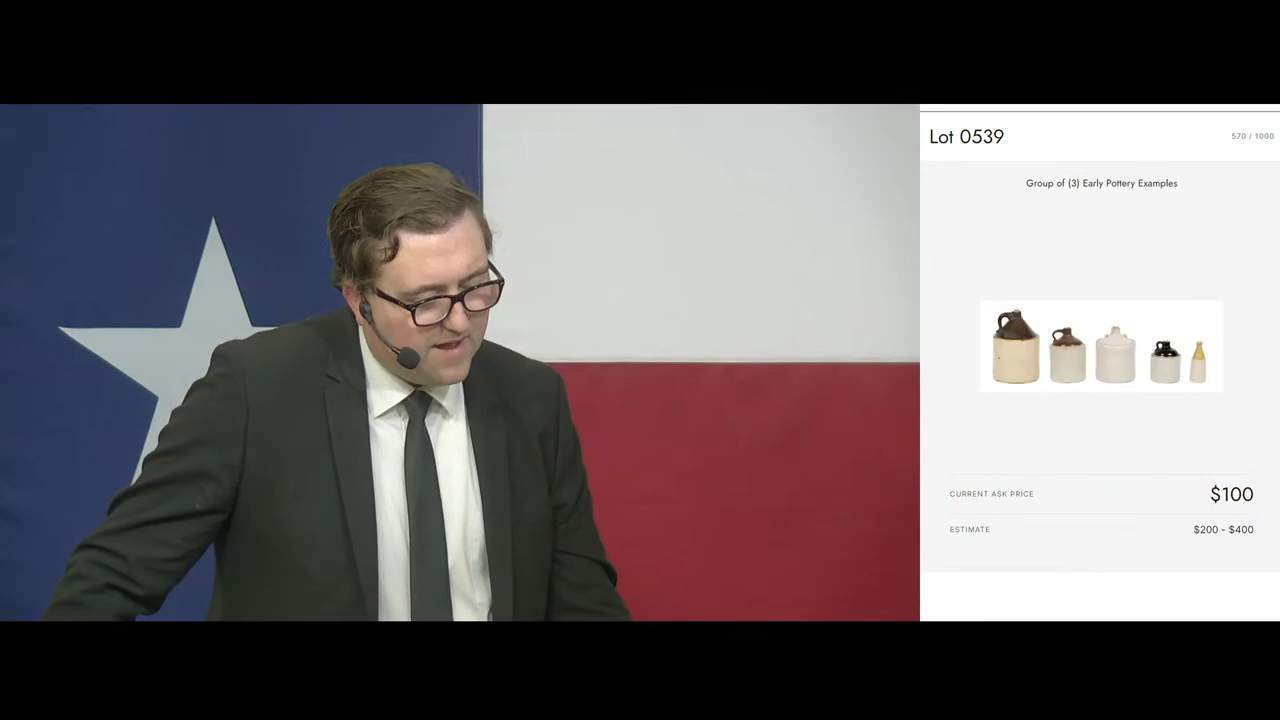 Lot 0539
570 / 1000
Group of (3) Early Pottery Examples
CURRENT ASK PRICE
$100
ESTIMATE
$200 - $400